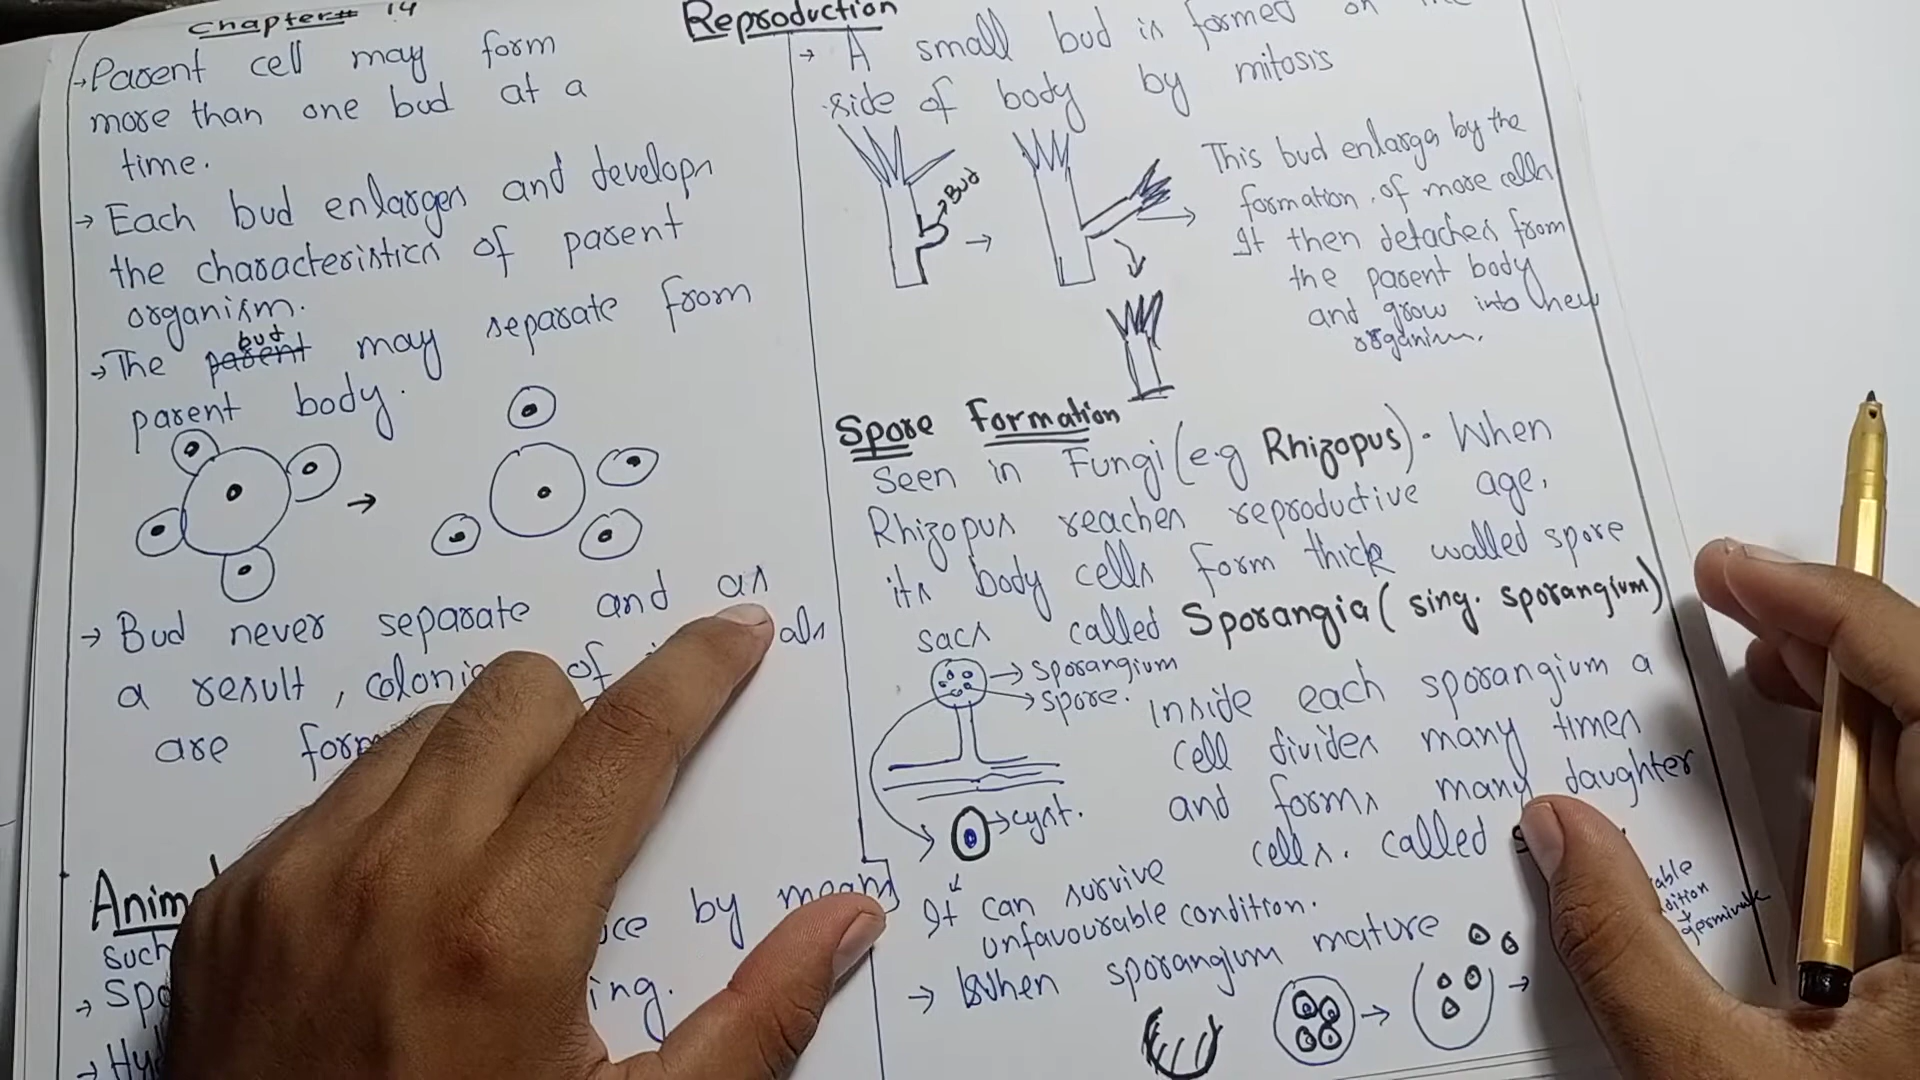 Chapter# 14
Reproduction
→ Parent cell may form
more than one bud at a
time.
→ Each bud enlarges and develops
the characteristics of parent
organism.
bud
→ The parent may separate from
parent body.
→ Bud never separate and as
a result, of als
are
such
by means
ing.
→ A small bud is formed on
side of body by mitosis
→ Bud
This bud enlarges by the
formation of more cells
It then detaches from
the parent body
and grow into new
organism.
Spore Formation
Seen in Fungi (e.g Rhizopus). When
Rhizopus reaches reproductive age,
its body cells form thick walled spore
sacs called Sporangia (sing. sporangium)
→ sporangium
→ spore.
Inside each sporangium a
cell divides many times
and forms many daughter
cells. called
→ cyst.
It can survive
unfavourable condition.
→ When sporangium mature
germinate